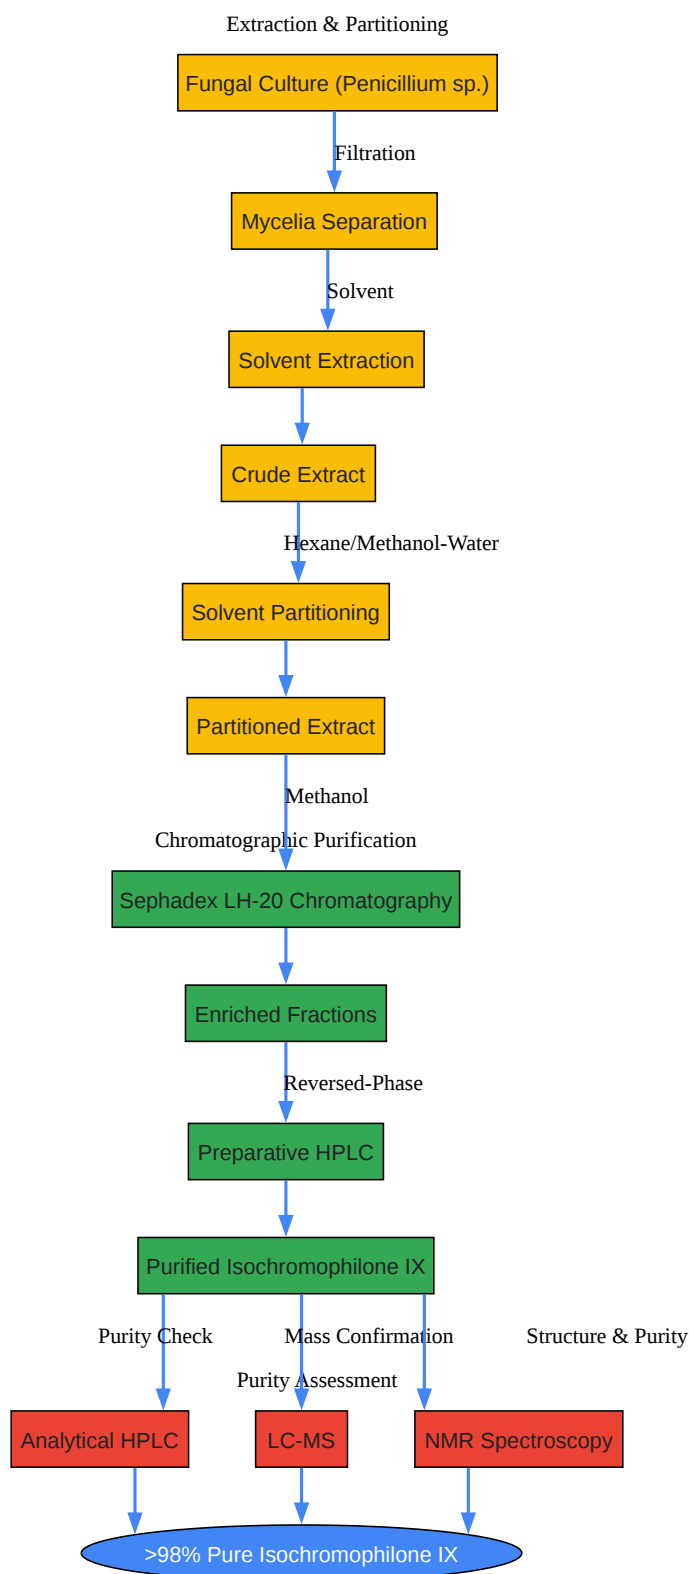 Extraction & Partitioning
Fungal Culture (Penicillium sp.)
Filtration
Mycelia Separation
Solvent
Solvent Extraction
Crude Extract
Hexane/Methanol-Water
Solvent Partitioning
Partitioned Extract
Methanol
Chromatographic Purification
Sephadex LH-20 Chromatography
Enriched Fractions
Reversed-Phase
Preparative HPLC
Purified Isochromophilone IX
Purity Check
Mass Confirmation
Structure & Purity
Purity Assessment
Analytical HPLC
LC-MS
NMR Spectroscopy
>98% Pure Isochromophilone IX